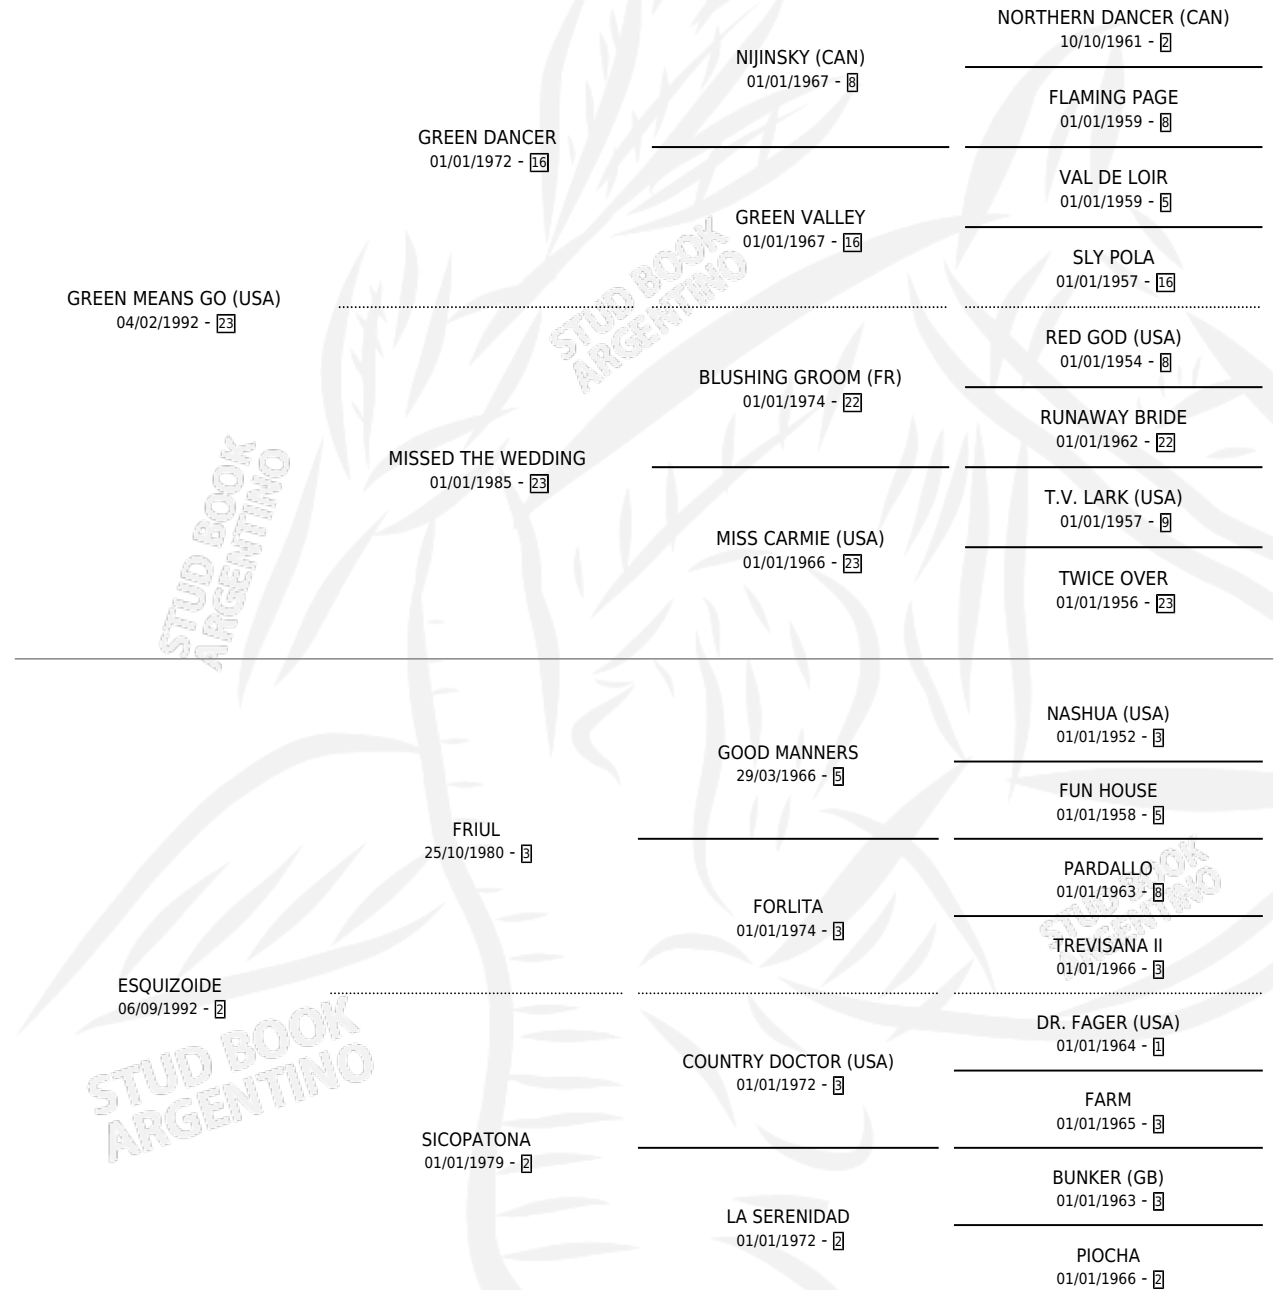 NORTHERN DANCER (CAN)
10/10/1961 - 2
NIJINSKY (CAN)
01/01/1967 - 8
FLAMING PAGE
01/01/1959 - 8
GREEN DANCER
01/01/1972 - 16
VAL DE LOIR
01/01/1959 - 5
GREEN VALLEY
01/01/1967 - 16
SLY POLA
01/01/1957 - 16
GREEN MEANS GO (USA)
04/02/1992 - 23
STUD BOOK
ARGENTINO
RED GOD (USA)
01/01/1954 - 8
BLUSHING GROOM (FR)
01/01/1974 - 22
RUNAWAY BRIDE
01/01/1962 - 22
MISSED THE WEDDING
01/01/1985 - 23
T.V. LARK (USA)
01/01/1957 - 9
MISS CARMIE (USA)
01/01/1966 - 23
TWICE OVER
01/01/1956 - 23
STUD BOOK
ARGENTINO
NASHUA (USA)
01/01/1952 - 3
GOOD MANNERS
29/03/1966 - 5
FUN HOUSE
01/01/1958 - 5
FRIUL
25/10/1980 - 3
PARDALLO
01/01/1963 - 8
FORLITA
01/01/1974 - 3
TREVISANA II
01/01/1966 - 3
STUD BOOK
ARGENTINO
ESQUIZOIDE
06/09/1992 - 2
DR. FAGER (USA)
01/01/1964 - 1
COUNTRY DOCTOR (USA)
01/01/1972 - 3
FARM
01/01/1965 - 3
STUD BOOK
ARGENTINO
SICOPATONA
01/01/1979 - 2
BUNKER (GB)
01/01/1963 - 3
LA SERENIDAD
01/01/1972 - 2
PIOCHA
01/01/1966 - 2